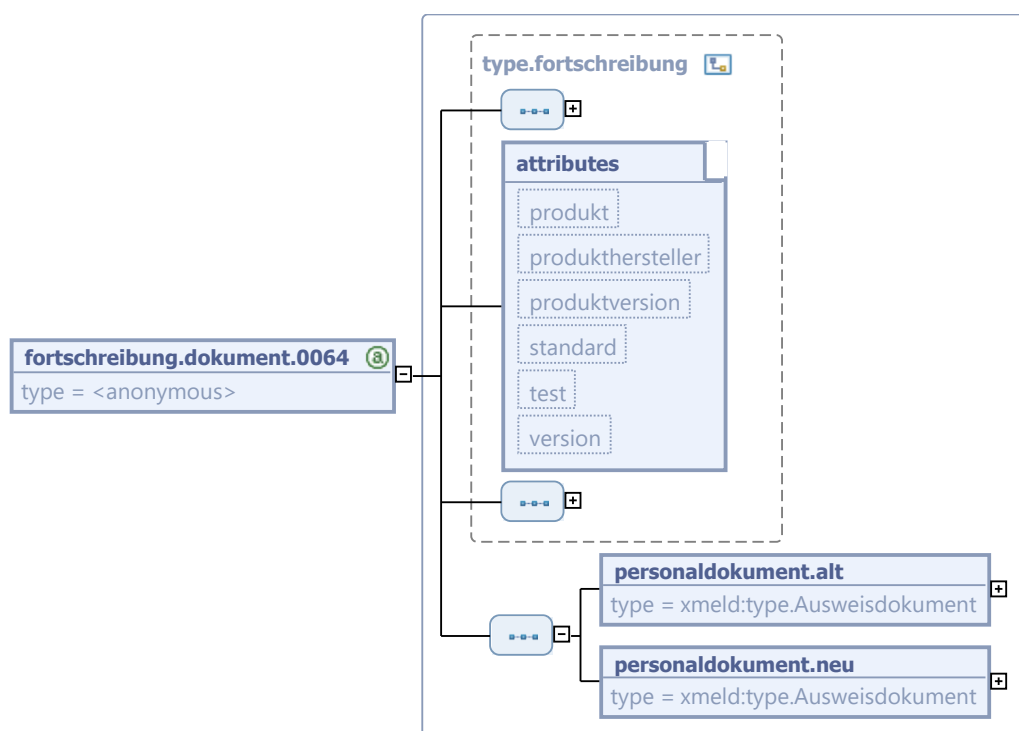 type.fortschreibung
attributes
produkt
produkthersteller
produktversion
standard
test
version
fortschreibung.dokument.0064
type = <anonymous>
personaldokument.alt
type = xmeld:type.Ausweisdokument
personaldokument.neu
type = xmeld:type.Ausweisdokument